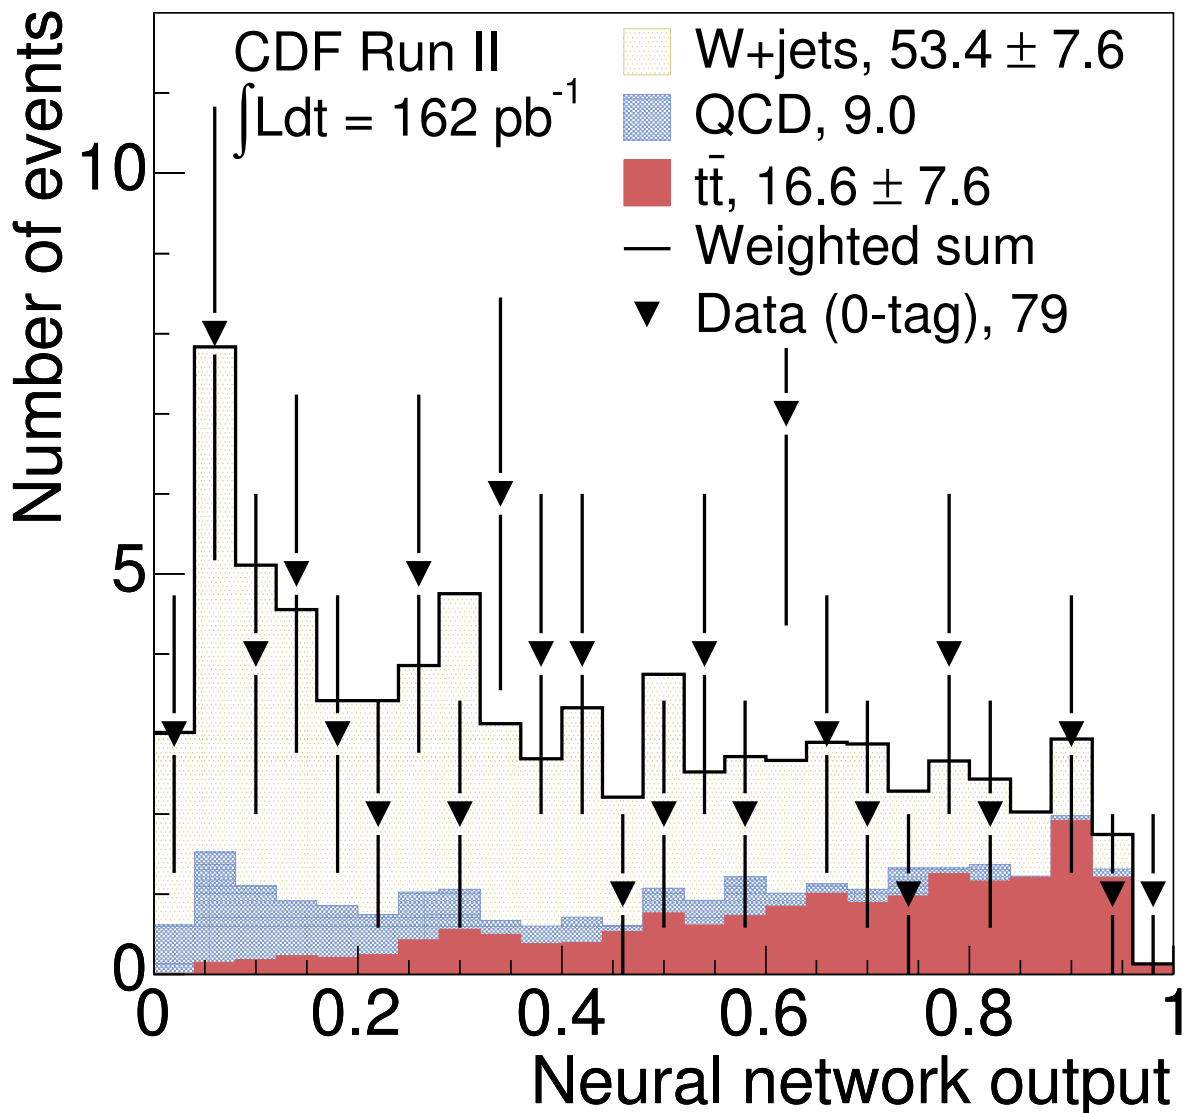 CDF Run II
∫Ldt = 162 pb⁻¹
W+jets, 53.4 ± 7.6
QCD, 9.0
tt̄, 16.6 ± 7.6
Weighted sum
Data (0-tag), 79
Number of events
10
5
0
0 0.2 0.4 0.6 0.8 1
Neural network output